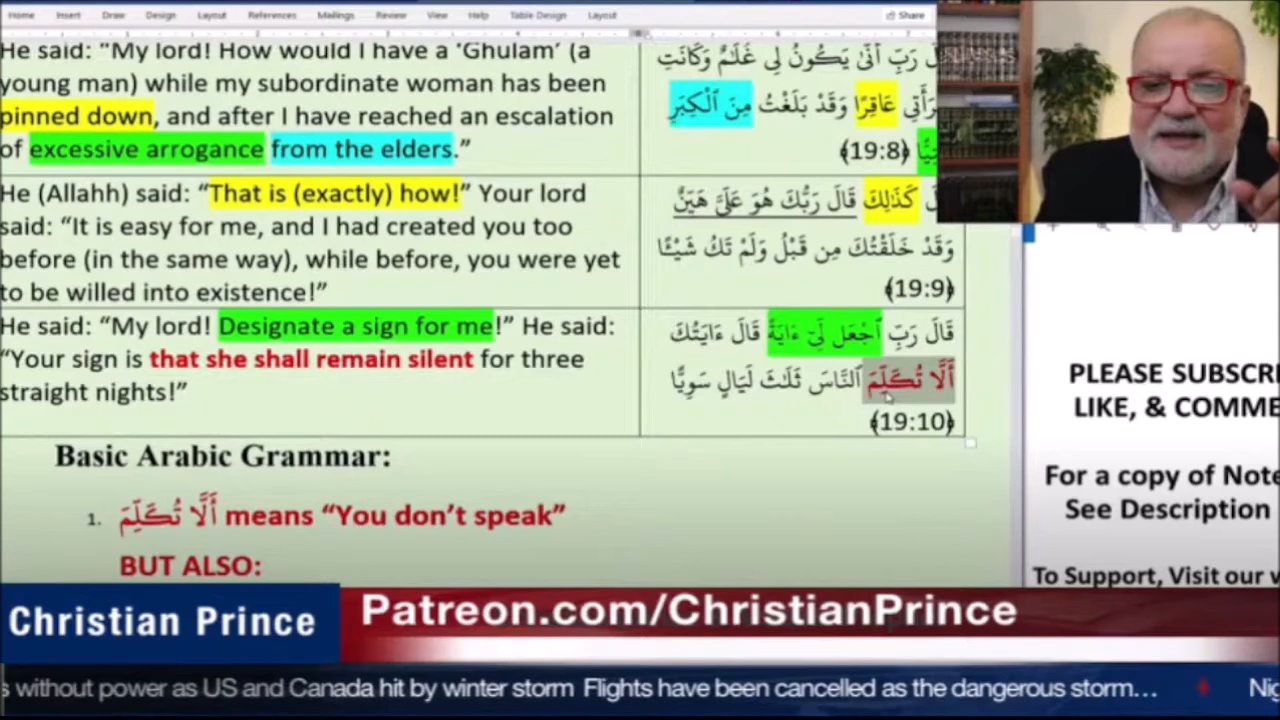 Home Insert Draw Design Layout References Mailings Review View Help Table Design Layout Share
He said: “My lord! How would I have a ‘Ghulam’ (a
young man) while my subordinate woman has been
pinned down, and after I have reached an escalation
of excessive arrogance from the elders.”
رَبِّ أَنَّىٰ يَكُونُ لِى غُلَـٰمٌ وَكَانَتِ
عَاقِرًا وَقَدْ بَلَغْتُ مِنَ ٱلْكِبَرِ
﴿19:8﴾
He (Allahh) said: “That is (exactly) how!” Your lord
said: “It is easy for me, and I had created you too
before (in the same way), while before, you were yet
to be willed into existence!”
كَذَٰلِكَ قَالَ رَبُّكَ هُوَ عَلَىَّ هَيِّنٌ
وَقَدْ خَلَقْتُكَ مِن قَبْلُ وَلَمْ تَكُ شَيْـًٔا
﴿19:9﴾
He said: “My lord! Designate a sign for me!” He said:
“Your sign is that she shall remain silent for three
straight nights!”
قَالَ رَبِّ ٱجْعَل لِّىٓ ءَايَةً قَالَ ءَايَتُكَ
أَلَّا تُكَلِّمَ ٱلنَّاسَ ثَلَـٰثَ لَيَالٍ سَوِيًّا
﴿19:10﴾
Basic Arabic Grammar:
1. أَلَّا تُكَلِّمَ means “You don’t speak”
BUT ALSO:
PLEASE SUBSCRI
LIKE, & COMME
For a copy of Note
See Description
To Support, Visit our w
Christian Prince
Patreon.com/ChristianPrince
s without power as US and Canada hit by winter storm Flights have been cancelled as the dangerous storm... Nig